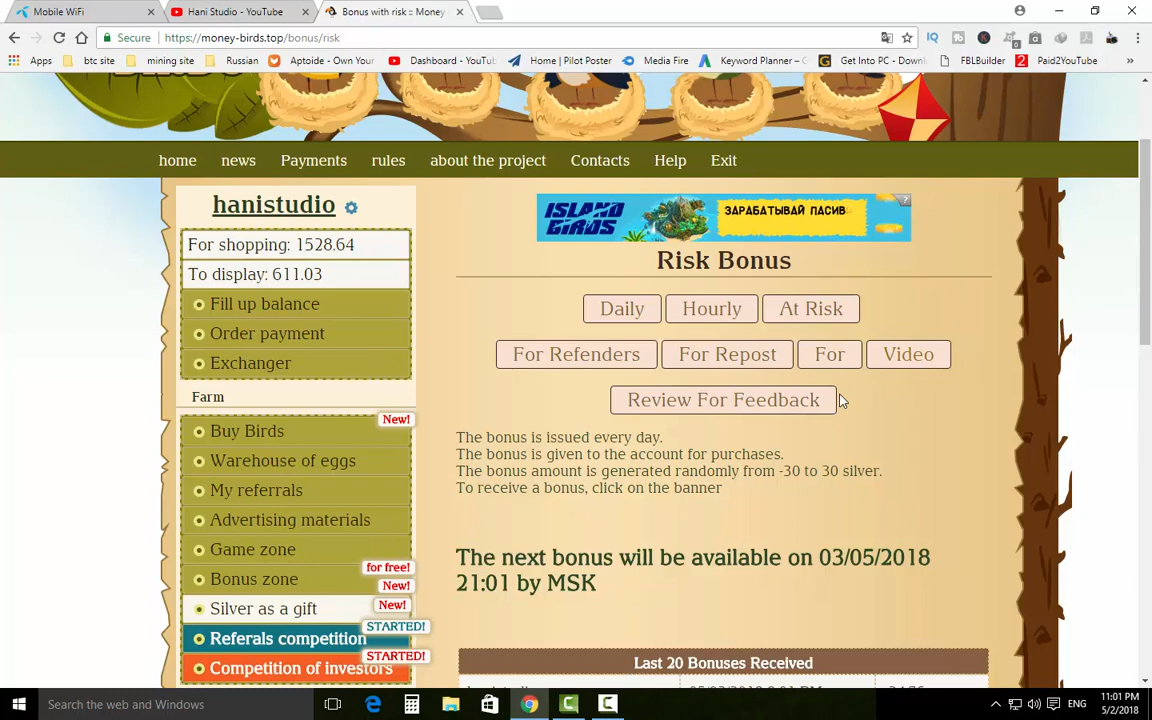 Mobile WiFi
Hani Studio - YouTube
Bonus with risk :: Money
Secure
https://money-birds.top/bonus/risk
Apps
btc site
mining site
Russian
Aptoide - Own Your
Dashboard - YouTu
Home | Pilot Poster
Media Fire
Keyword Planner –
Get Into PC - Downl
FBLBuilder
Paid2YouTube
home
news
Payments
rules
about the project
Contacts
Help
Exit
hanistudio
For shopping: 1528.64
To display: 611.03
Fill up balance
Order payment
Exchanger
Farm
New!
Buy Birds
Warehouse of eggs
My referrals
Advertising materials
Game zone
for free!
Bonus zone
New!
Silver as a gift
New!
STARTED!
Referals competition
STARTED!
Competition of investors
ISLAND
BIRDS
ЗАРАБАТЫВАЙ ПАСИВ
Risk Bonus
Daily
Hourly
At Risk
For Refenders
For Repost
For
Video
Review For Feedback
The bonus is issued every day.
The bonus is given to the account for purchases.
The bonus amount is generated randomly from -30 to 30 silver.
To receive a bonus, click on the banner
The next bonus will be available on 03/05/2018
21:01 by MSK
Last 20 Bonuses Received
Search the web and Windows
ENG
11:01 PM
5/2/2018